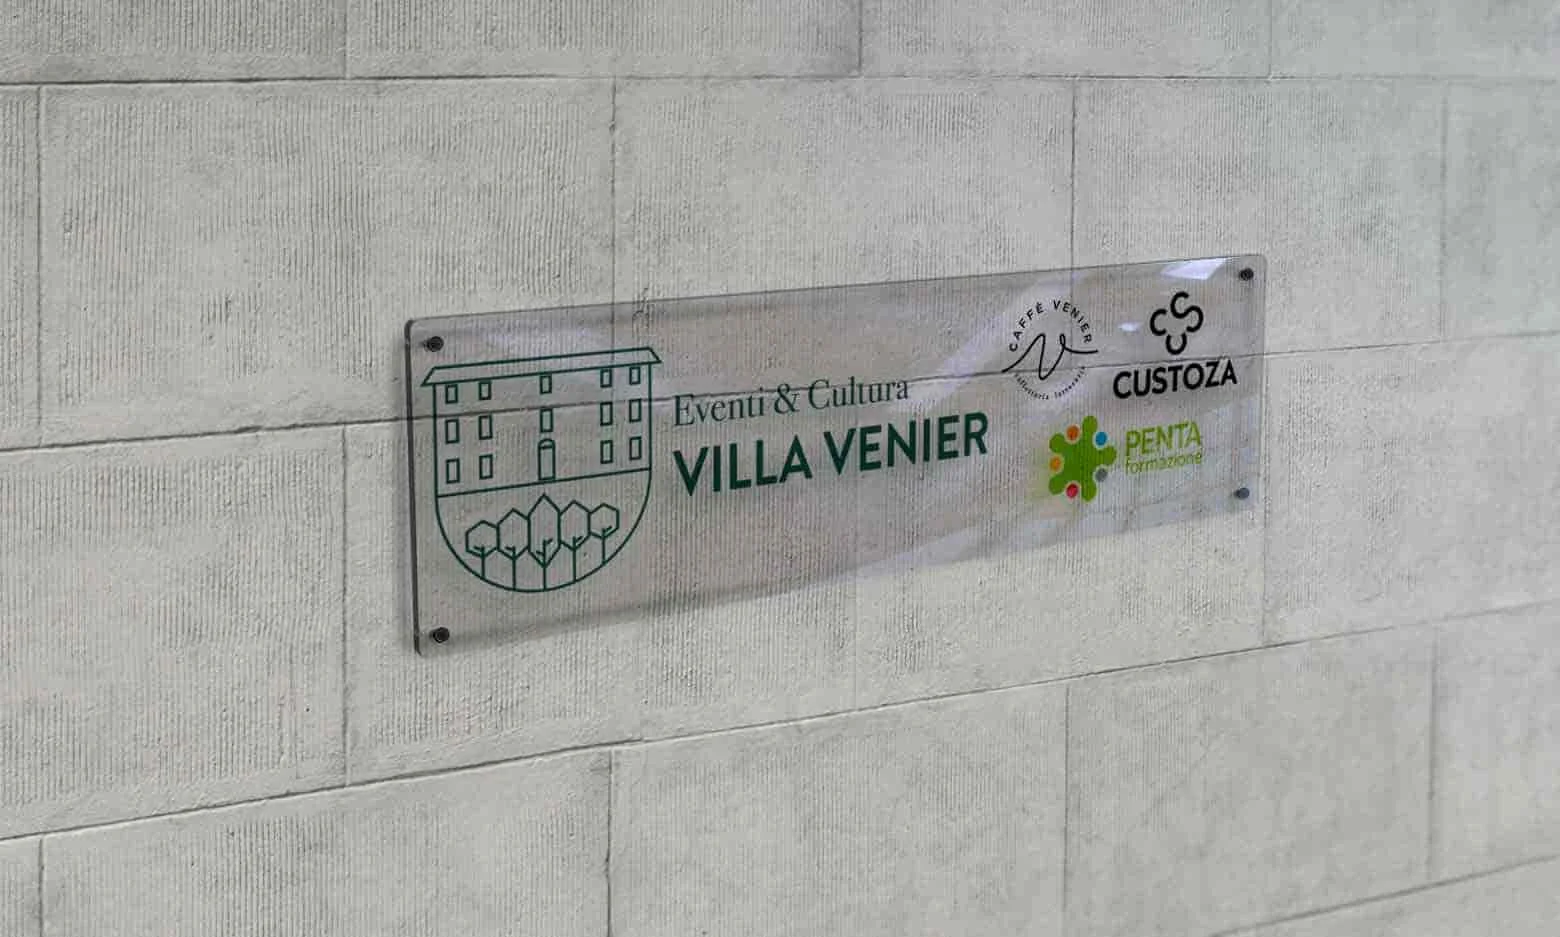 Eventi & Cultura
VILLA VENIER
CAFFÈ VENIER
CUSTOZA
PENTA
formazione